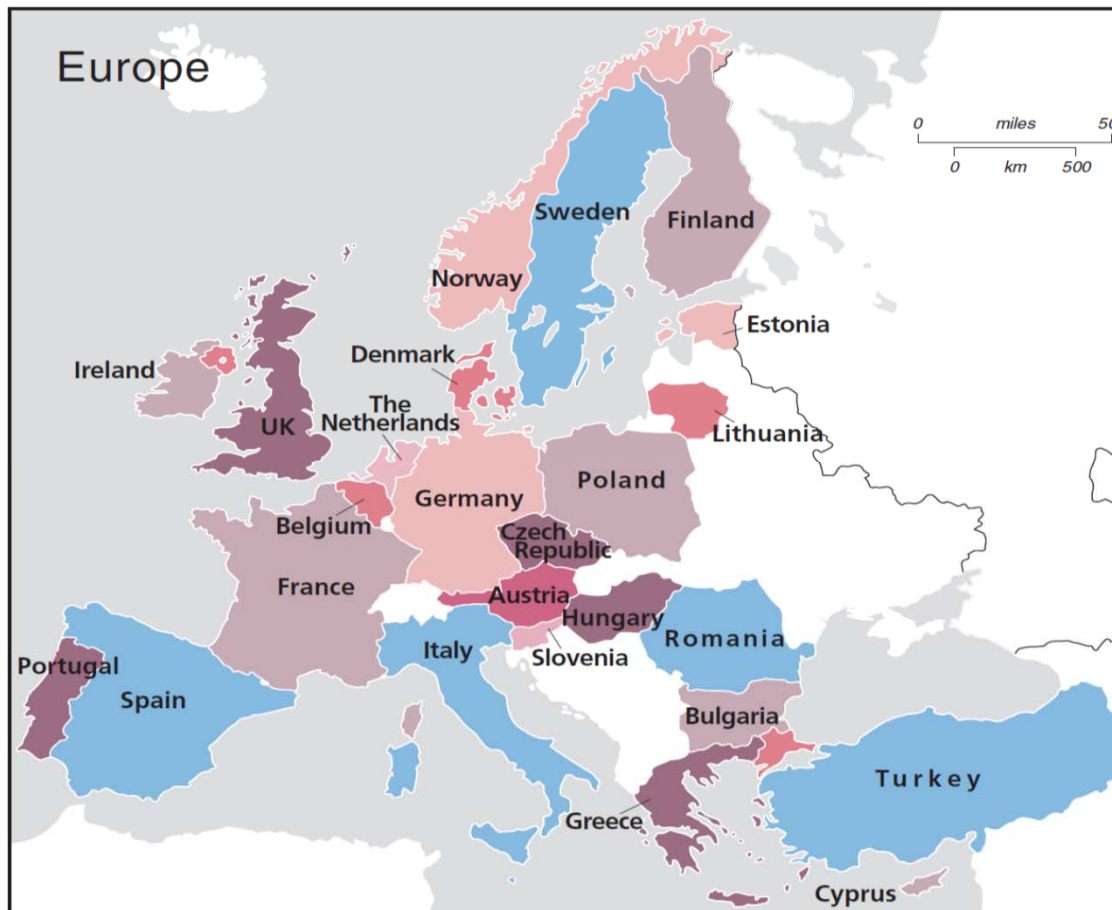 Europe
0 miles 50
0 km 500
Sweden
Finland
Norway
Estonia
Denmark
Ireland
The
Netherlands
UK
Lithuania
Poland
Germany
Belgium
Czech
Republic
France
Austria
Hungary
Romania
Italy
Slovenia
Portugal
Spain
Bulgaria
Turkey
Greece
Cyprus